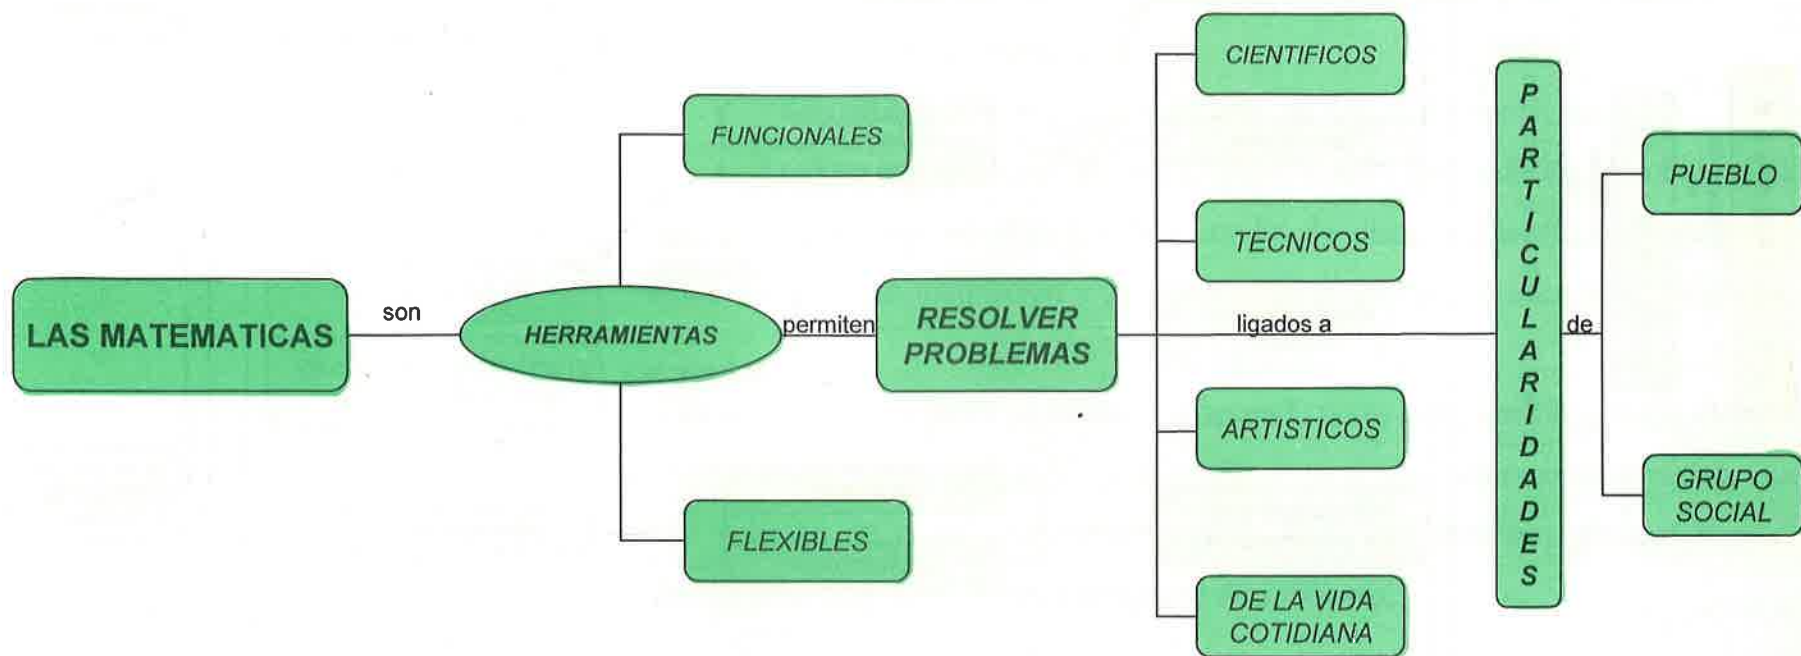 LAS MATEMATICAS
son
HERRAMIENTAS
FUNCIONALES
FLEXIBLES
permiten
RESOLVER
PROBLEMAS
CIENTIFICOS
TECNICOS
ligados a
ARTISTICOS
DE LA VIDA
COTIDIANA
PARTICULARIDADES
de
PUEBLO
GRUPO
SOCIAL